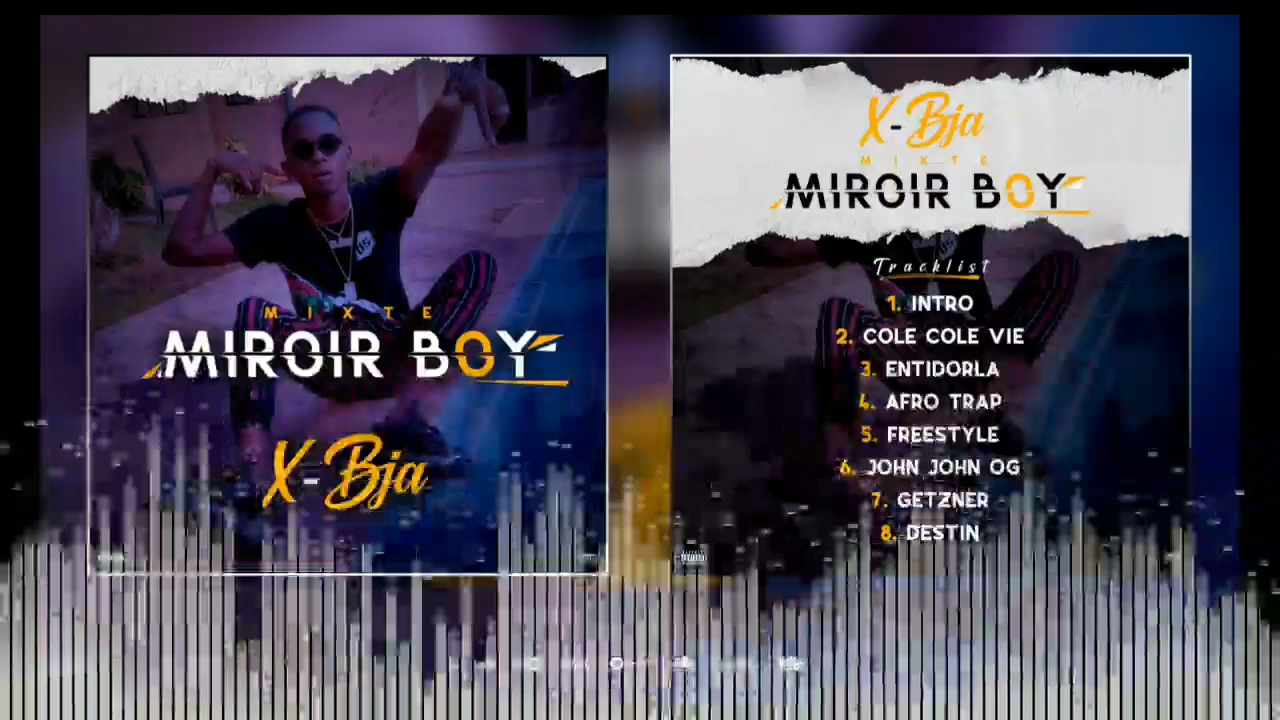 MIXTE
MIROIR BOY
X-Bja
X-Bja
MIXTE
MIROIR BOY
Tracklist
1. INTRO
2. COLE COLE VIE
3. ENTIDORLA
4. AFRO TRAP
5. FREESTYLE
6. JOHN JOHN OG
7. GETZNER
8. DESTIN